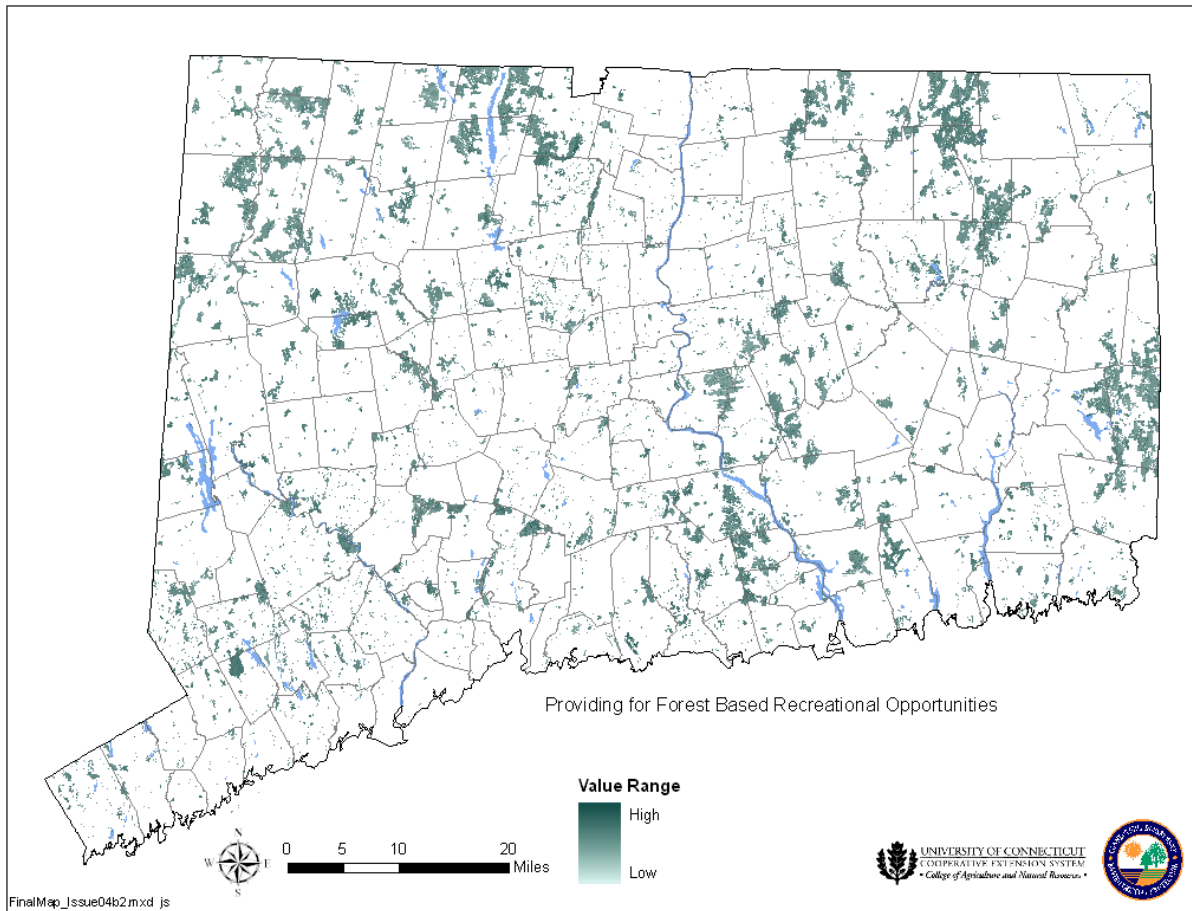 Providing for Forest Based Recreational Opportunities
Value Range
High
Low
N
W E
S
0 5 10 20
Miles
UNIVERSITY OF CONNECTICUT
COOPERATIVE EXTENSION SYSTEM
• College of Agriculture and Natural Resources •
FinalMap_Issue04b2.mxd js